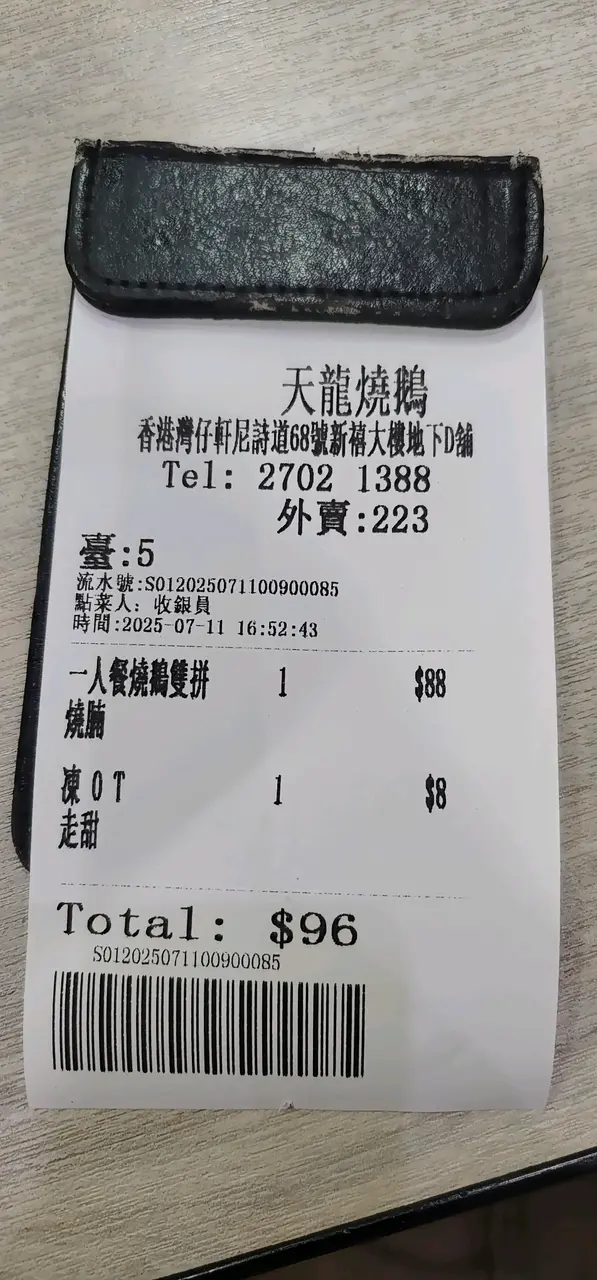 天龍燒鵝
香港灣仔軒尼詩道68號新禧大樓地下D舖
Tel: 2702 1388
外賣:223
臺:5
流水號:S012025071100900085
點菜人: 收銀員
時間:2025-07-11 16:52:43
一人餐燒鵝雙拼 1 $88
燒腩
凍 O T 1 $8
走甜
Total: $96
S012025071100900085